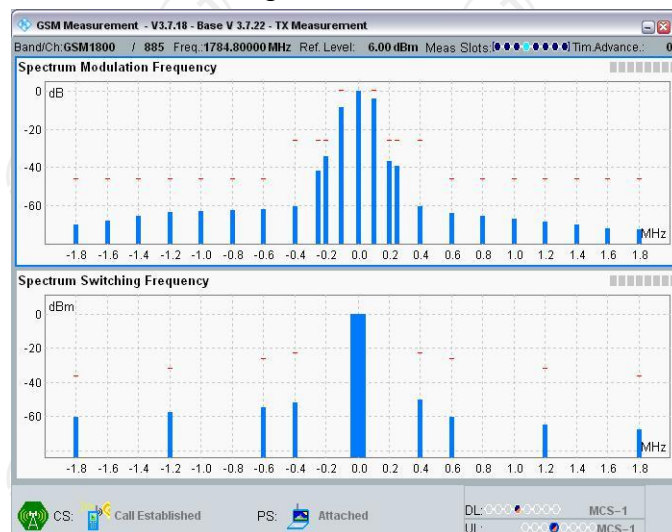 GSM Measurement - V3.7.18 - Base V 3.7.22 - TX Measurement
Band/Ch:GSM1800 / 885 Freq.:1784.80000 MHz Ref. Level: 6.00 dBm Meas Slots: Tim.Advance.: 0
Spectrum Modulation Frequency
dB
0
-20
-40
-60
MHz
-1.8 -1.6 -1.4 -1.2 -1.0 -0.8 -0.6 -0.4 -0.2 0.0 0.2 0.4 0.6 0.8 1.0 1.2 1.4 1.6 1.8
Spectrum Switching Frequency
dBm
0
-20
-40
-60
MHz
-1.8 -1.6 -1.4 -1.2 -1.0 -0.8 -0.6 -0.4 -0.2 0.0 0.2 0.4 0.6 0.8 1.0 1.2 1.4 1.6 1.8
CS: Call Established PS: Attached DL: MCS-1
UL: MCS-1